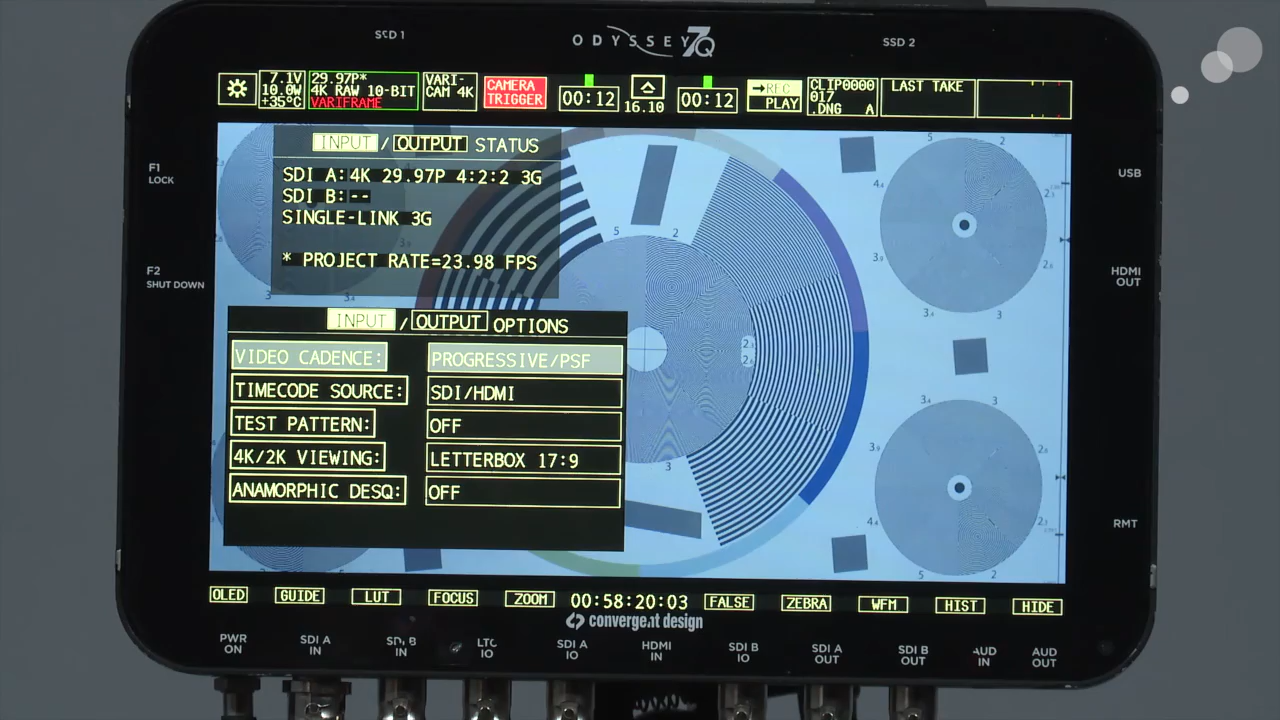 SSD 1
ODYSSEY7Q
SSD 2
7.1V
10.0W
+35°C
29.97P*
4K RAW 10-BIT
VARIFRAME
VARI-
CAM 4K
CAMERA
TRIGGER
00:12
16.10
00:12
REC
PLAY
CLIP0000
017
.DNG A
LAST TAKE
F1
LOCK
F2
SHUT DOWN
INPUT / OUTPUT STATUS
SDI A:4K 29.97P 4:2:2 3G
SDI B:--
SINGLE-LINK 3G
* PROJECT RATE=23.98 FPS
INPUT / OUTPUT OPTIONS
VIDEO CADENCE: PROGRESSIVE/PSF
TIMECODE SOURCE: SDI/HDMI
TEST PATTERN: OFF
4K/2K VIEWING: LETTERBOX 17:9
ANAMORPHIC DESQ: OFF
USB
HDMI
OUT
RMT
OLED GUIDE LUT FOCUS ZOOM 00:58:20:03 FALSE ZEBRA WFM HIST HIDE
convergent design
PWR
ON
SDI A
IN
SDI B
IN
LTC
IO
SDI A
IO
HDMI
IN
SDI B
IO
SDI A
OUT
SDI B
OUT
AUD
IN
AUD
OUT